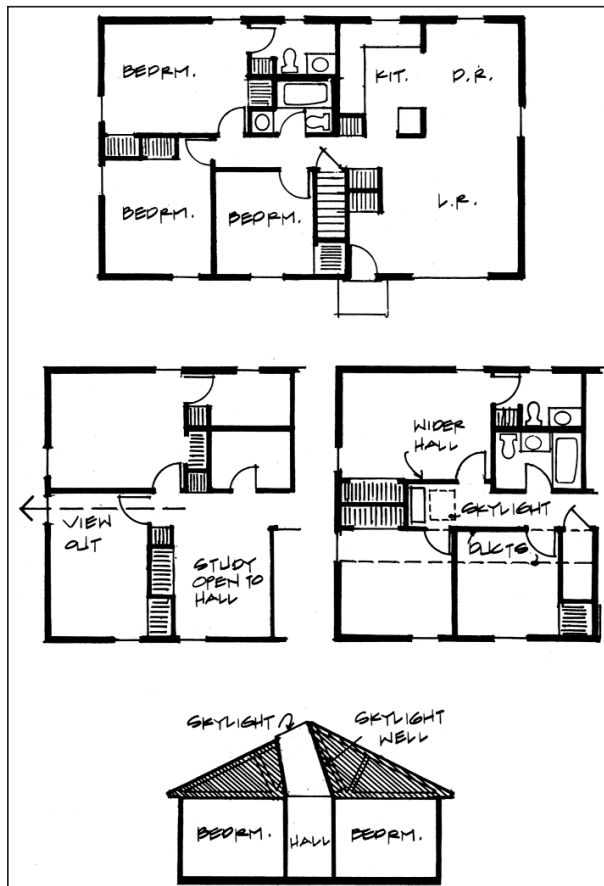 BEDRM.
KIT.
D.R.
BEDRM.
BEDRM.
L.R.
VIEW
OUT
STUDY
OPEN TO
HALL
WIDER
HALL
SKYLIGHT
DUCTS
SKYLIGHT
SKYLIGHT
WELL
BEDRM.
HALL
BEDRM.